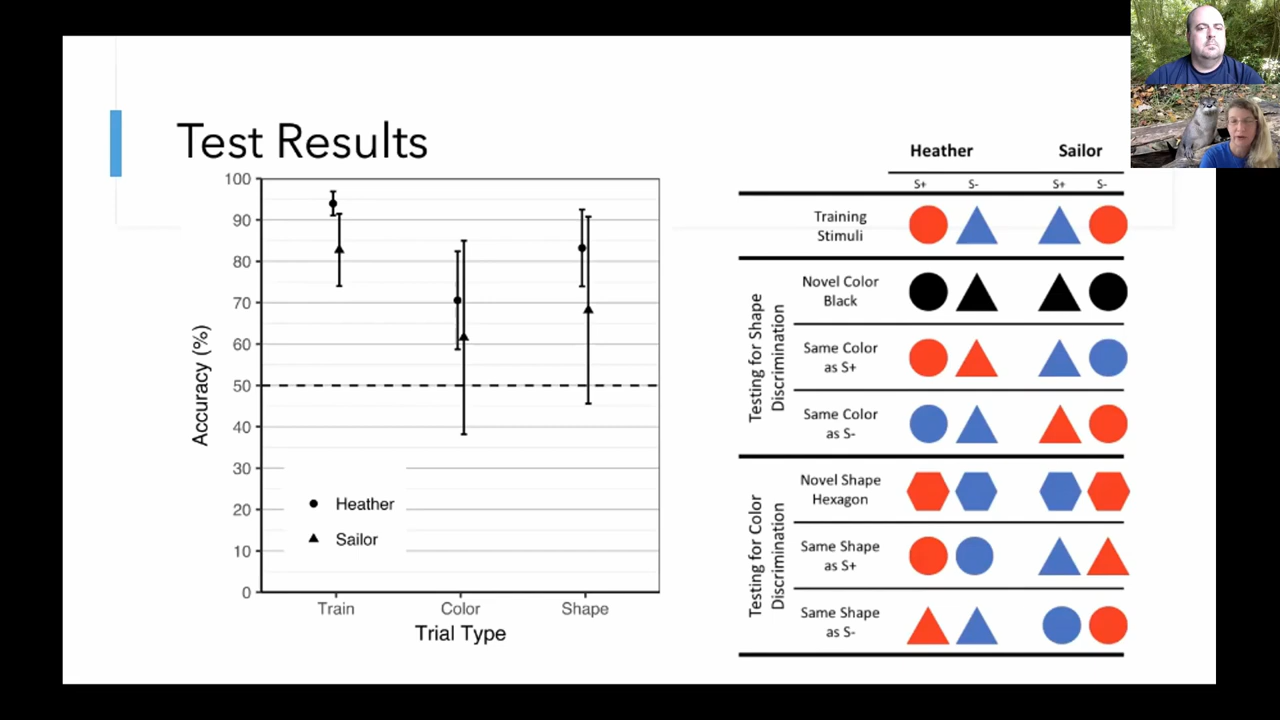 Test Results
100
90
80
70
60
50
40
30
20
10
0
Accuracy (%)
Heather
Sailor
Train
Color
Shape
Trial Type
Heather
Sailor
S+
S-
S+
S-
Training
Stimuli
Testing for Shape
Discrimination
Novel Color
Black
Same Color
as S+
Same Color
as S-
Testing for Color
Discrimination
Novel Shape
Hexagon
Same Shape
as S+
Same Shape
as S-